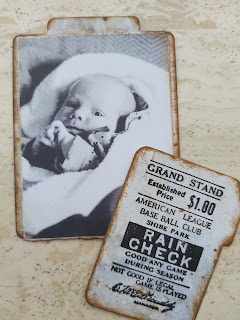 GRAND STAND
Established
Price $1.80
AMERICAN LEAGUE
BASE BALL CLUB
SHIBE PARK
RAIN
CHECK
GOOD ANY GAME
DURING SEASON
NOT GOOD IF LEGAL
GAME IS PLAYED